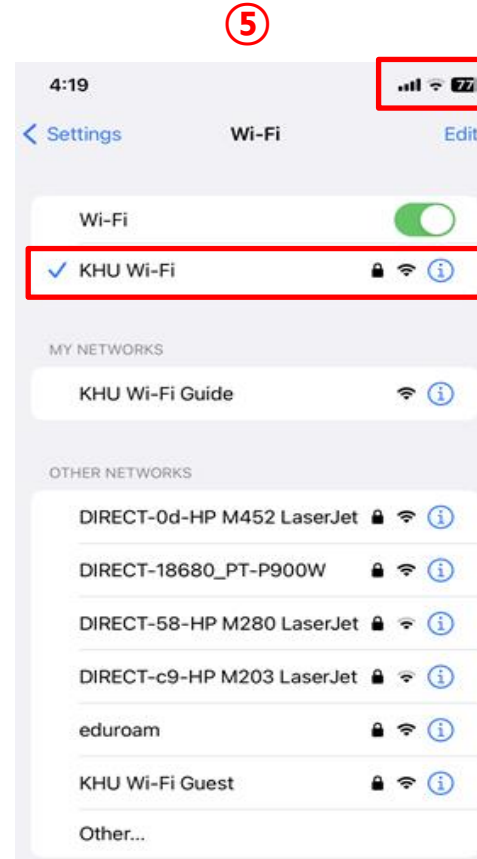 ⑤
4:19 77
Settings Wi-Fi Edit
Wi-Fi
KHU Wi-Fi
MY NETWORKS
KHU Wi-Fi Guide
OTHER NETWORKS
DIRECT-0d-HP M452 LaserJet
DIRECT-18680_PT-P900W
DIRECT-58-HP M280 LaserJet
DIRECT-c9-HP M203 LaserJet
eduroam
KHU Wi-Fi Guest
Other...